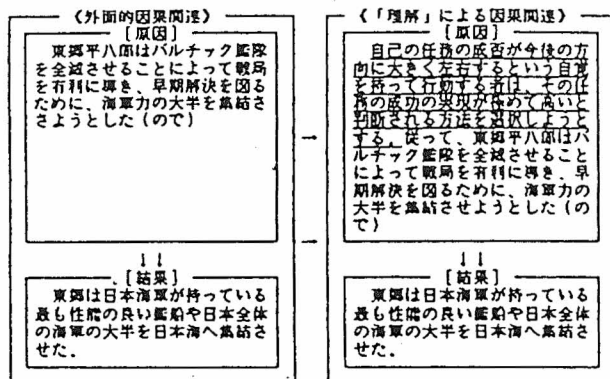 《外面的因果関連》
[原因]
東郷平八郎はバルチック艦隊
を全滅させることによって戦局
を有利に導き、早期解決を図る
ために、海軍力の大半を集結さ
さようとした(ので)
→
→
↓↓
[結果]
東郷は日本海軍が持っている
最も性能の良い艦船や日本全体
の海軍の大半を日本海へ集結さ
せた。
《「理解」による因果関連》
[原因]
自己の任務の成否が今後の方
向に大きく左右するという自覚
を持って行動する者は、その任
務の成功の実現が極めて高いと
判断される方法を選択しようと
する。従って、東郷平八郎はバ
ルチック艦隊を全滅させること
によって戦局を有利に導き、早
期解決を図るために、海軍力の
大半を集結させようとした(の
で)
↓↓
[結果]
東郷は日本海軍が持っている
最も性能の良い艦船や日本全体
の海軍の大半を日本海へ集結さ
せた。